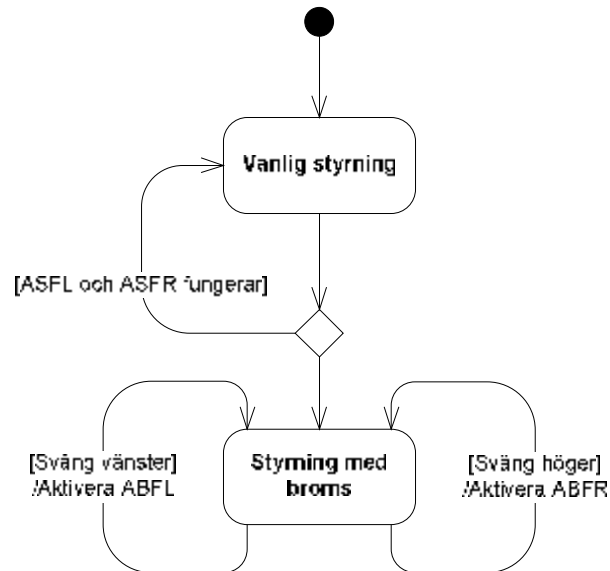 Vanlig styrning
[ASFL och ASFR fungerar]
[Sväng vänster]
/Aktivera ABFL
Styrning med
broms
[Sväng höger]
/Aktivera ABFR